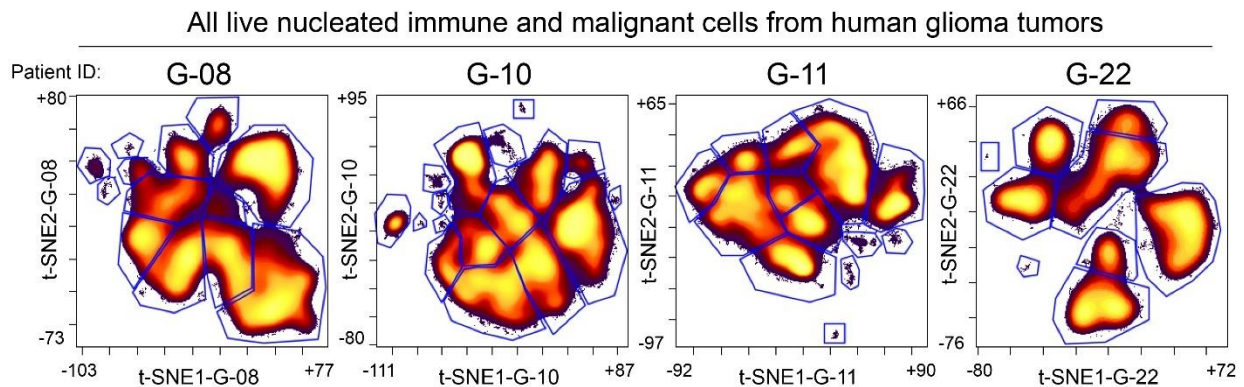 All live nucleated immune and malignant cells from human glioma tumors
Patient ID: G-08 G-10 G-11 G-22
+80 +95 +65 +66
t-SNE2-G-08 t-SNE2-G-10 t-SNE2-G-11 t-SNE2-G-22
-73 -80 -97 -76
-103 t-SNE1-G-08 +77 -111 t-SNE1-G-10 +87 -92 t-SNE1-G-11 +90 -80 t-SNE1-G-22 +72